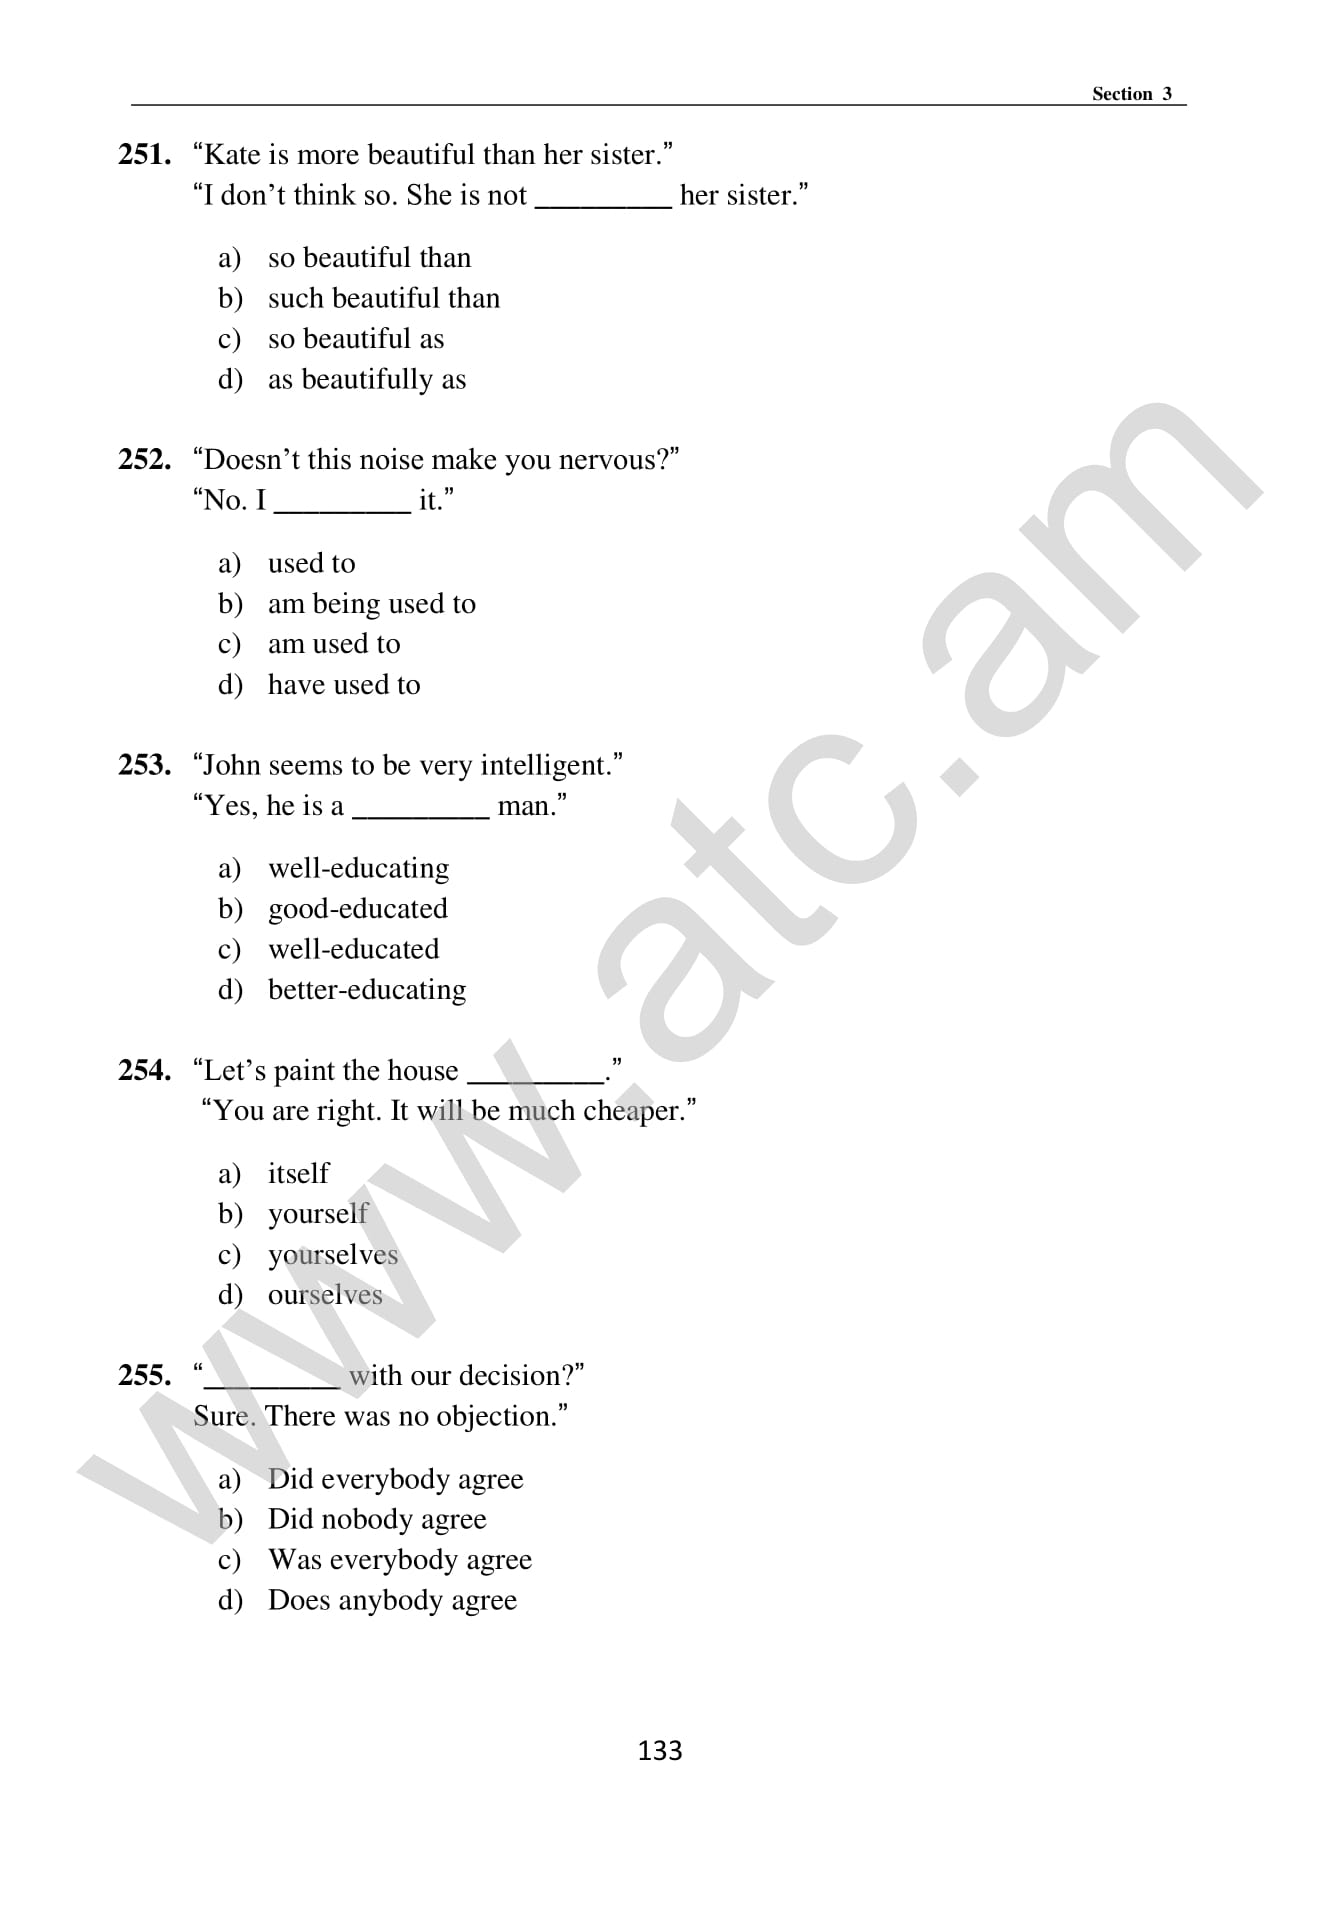 Section 3
251. “Kate is more beautiful than her sister.”
“I don’t think so. She is not _________ her sister.”
a) so beautiful than
b) such beautiful than
c) so beautiful as
d) as beautifully as
252. “Doesn’t this noise make you nervous?”
“No. I _________ it.”
a) used to
b) am being used to
c) am used to
d) have used to
253. “John seems to be very intelligent.”
“Yes, he is a _________ man.”
a) well-educating
b) good-educated
c) well-educated
d) better-educating
254. “Let’s paint the house _________.”
“You are right. It will be much cheaper.”
a) itself
b) yourself
c) yourselves
d) ourselves
255. “_________ with our decision?”
Sure. There was no objection.”
a) Did everybody agree
b) Did nobody agree
c) Was everybody agree
d) Does anybody agree
133
www.atc.am